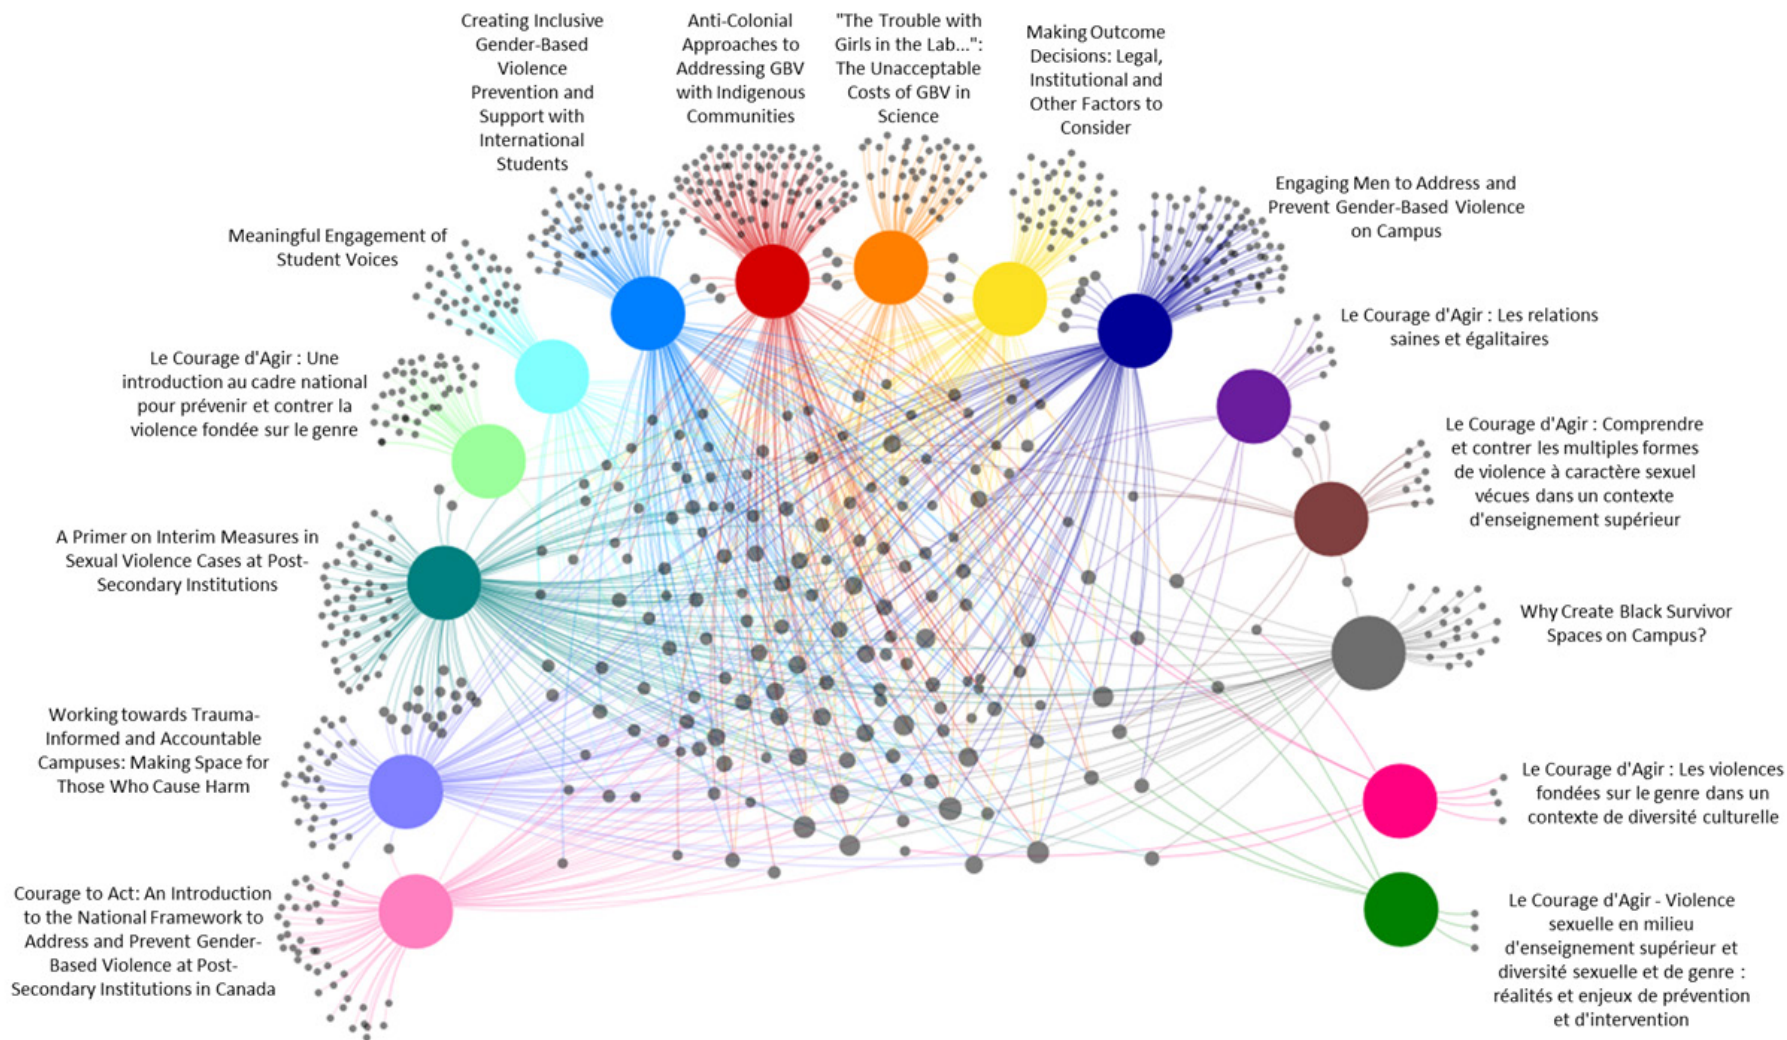 Creating Inclusive
Gender-Based
Violence
Prevention and
Support with
International
Students
Anti-Colonial
Approaches to
Addressing GBV
with Indigenous
Communities
"The Trouble with
Girls in the Lab...":
The Unacceptable
Costs of GBV in
Science
Making Outcome
Decisions: Legal,
Institutional and
Other Factors to
Consider
Engaging Men to Address and
Prevent Gender-Based Violence
on Campus
Meaningful Engagement of
Student Voices
Le Courage d'Agir : Les relations
saines et égalitaires
Le Courage d'Agir : Une
introduction au cadre national
pour prévenir et contrer la
violence fondée sur le genre
Le Courage d'Agir : Comprendre
et contrer les multiples formes
de violence à caractère sexuel
vécues dans un contexte
d'enseignement supérieur
A Primer on Interim Measures in
Sexual Violence Cases at Post-
Secondary Institutions
Why Create Black Survivor
Spaces on Campus?
Working towards Trauma-
Informed and Accountable
Campuses: Making Space for
Those Who Cause Harm
Le Courage d'Agir : Les violences
fondées sur le genre dans un
contexte de diversité culturelle
Courage to Act: An Introduction
to the National Framework to
Address and Prevent Gender-
Based Violence at Post-
Secondary Institutions in Canada
Le Courage d'Agir - Violence
sexuelle en milieu
d'enseignement supérieur et
diversité sexuelle et de genre :
réalités et enjeux de prévention
et d'intervention